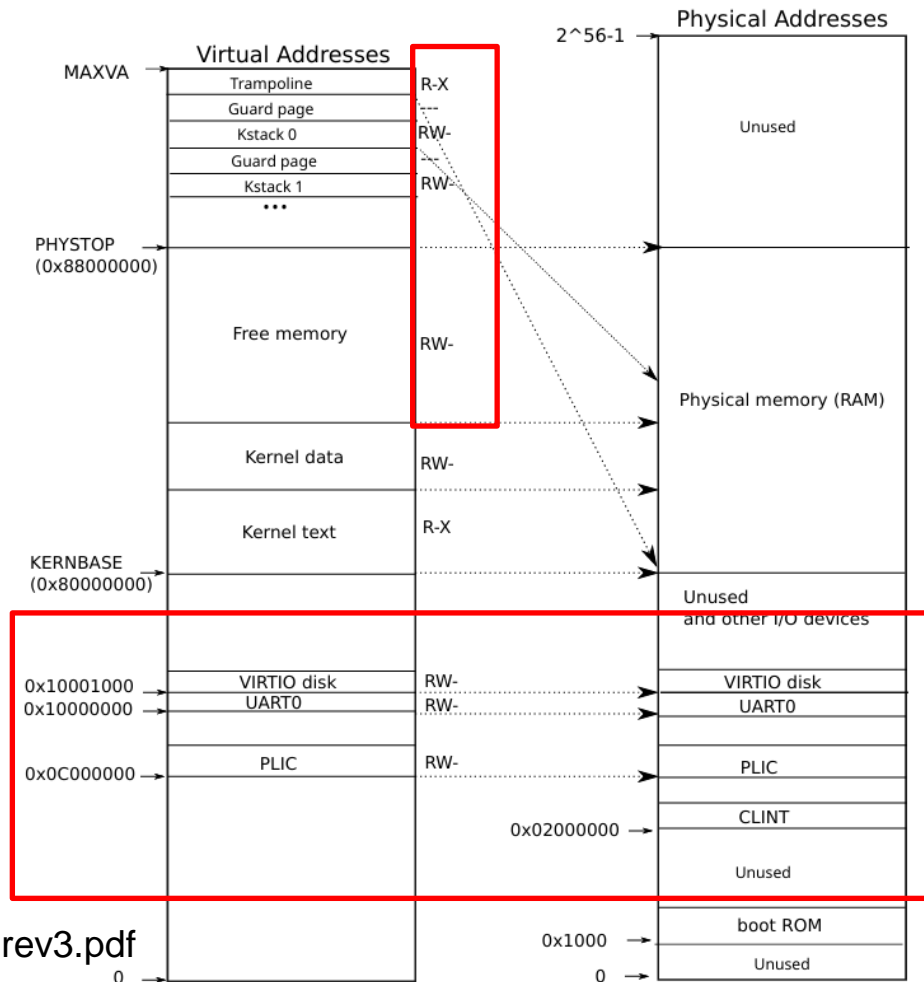 Physical Addresses
2^56-1
Virtual Addresses
MAXVA
Trampoline
R-X
Guard page
---
Kstack 0
RW-
Guard page
---
Kstack 1
RW-
...
Unused
PHYSTOP
(0x88000000)
Free memory
RW-
Physical memory (RAM)
Kernel data
RW-
Kernel text
R-X
KERNBASE
(0x80000000)
Unused
and other I/O devices
0x10001000
VIRTIO disk
RW-
VIRTIO disk
0x10000000
UART0
RW-
UART0
0x0C000000
PLIC
RW-
PLIC
0x02000000
CLINT
Unused
rev3.pdf
0x1000
boot ROM
Unused
0
0